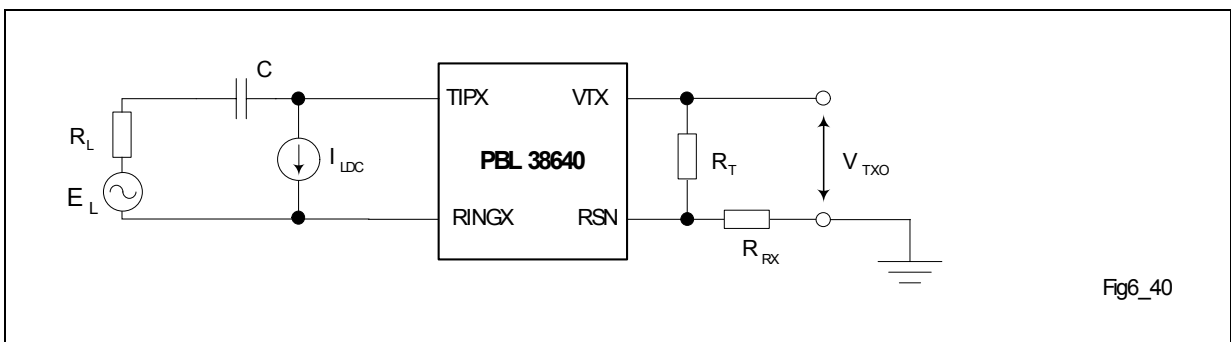 C
TIPX
VTX
R_L
I_LDC
PBL 38640
R_T
V_TXO
E_L
RINGX
RSN
R_RX
Fig6_40